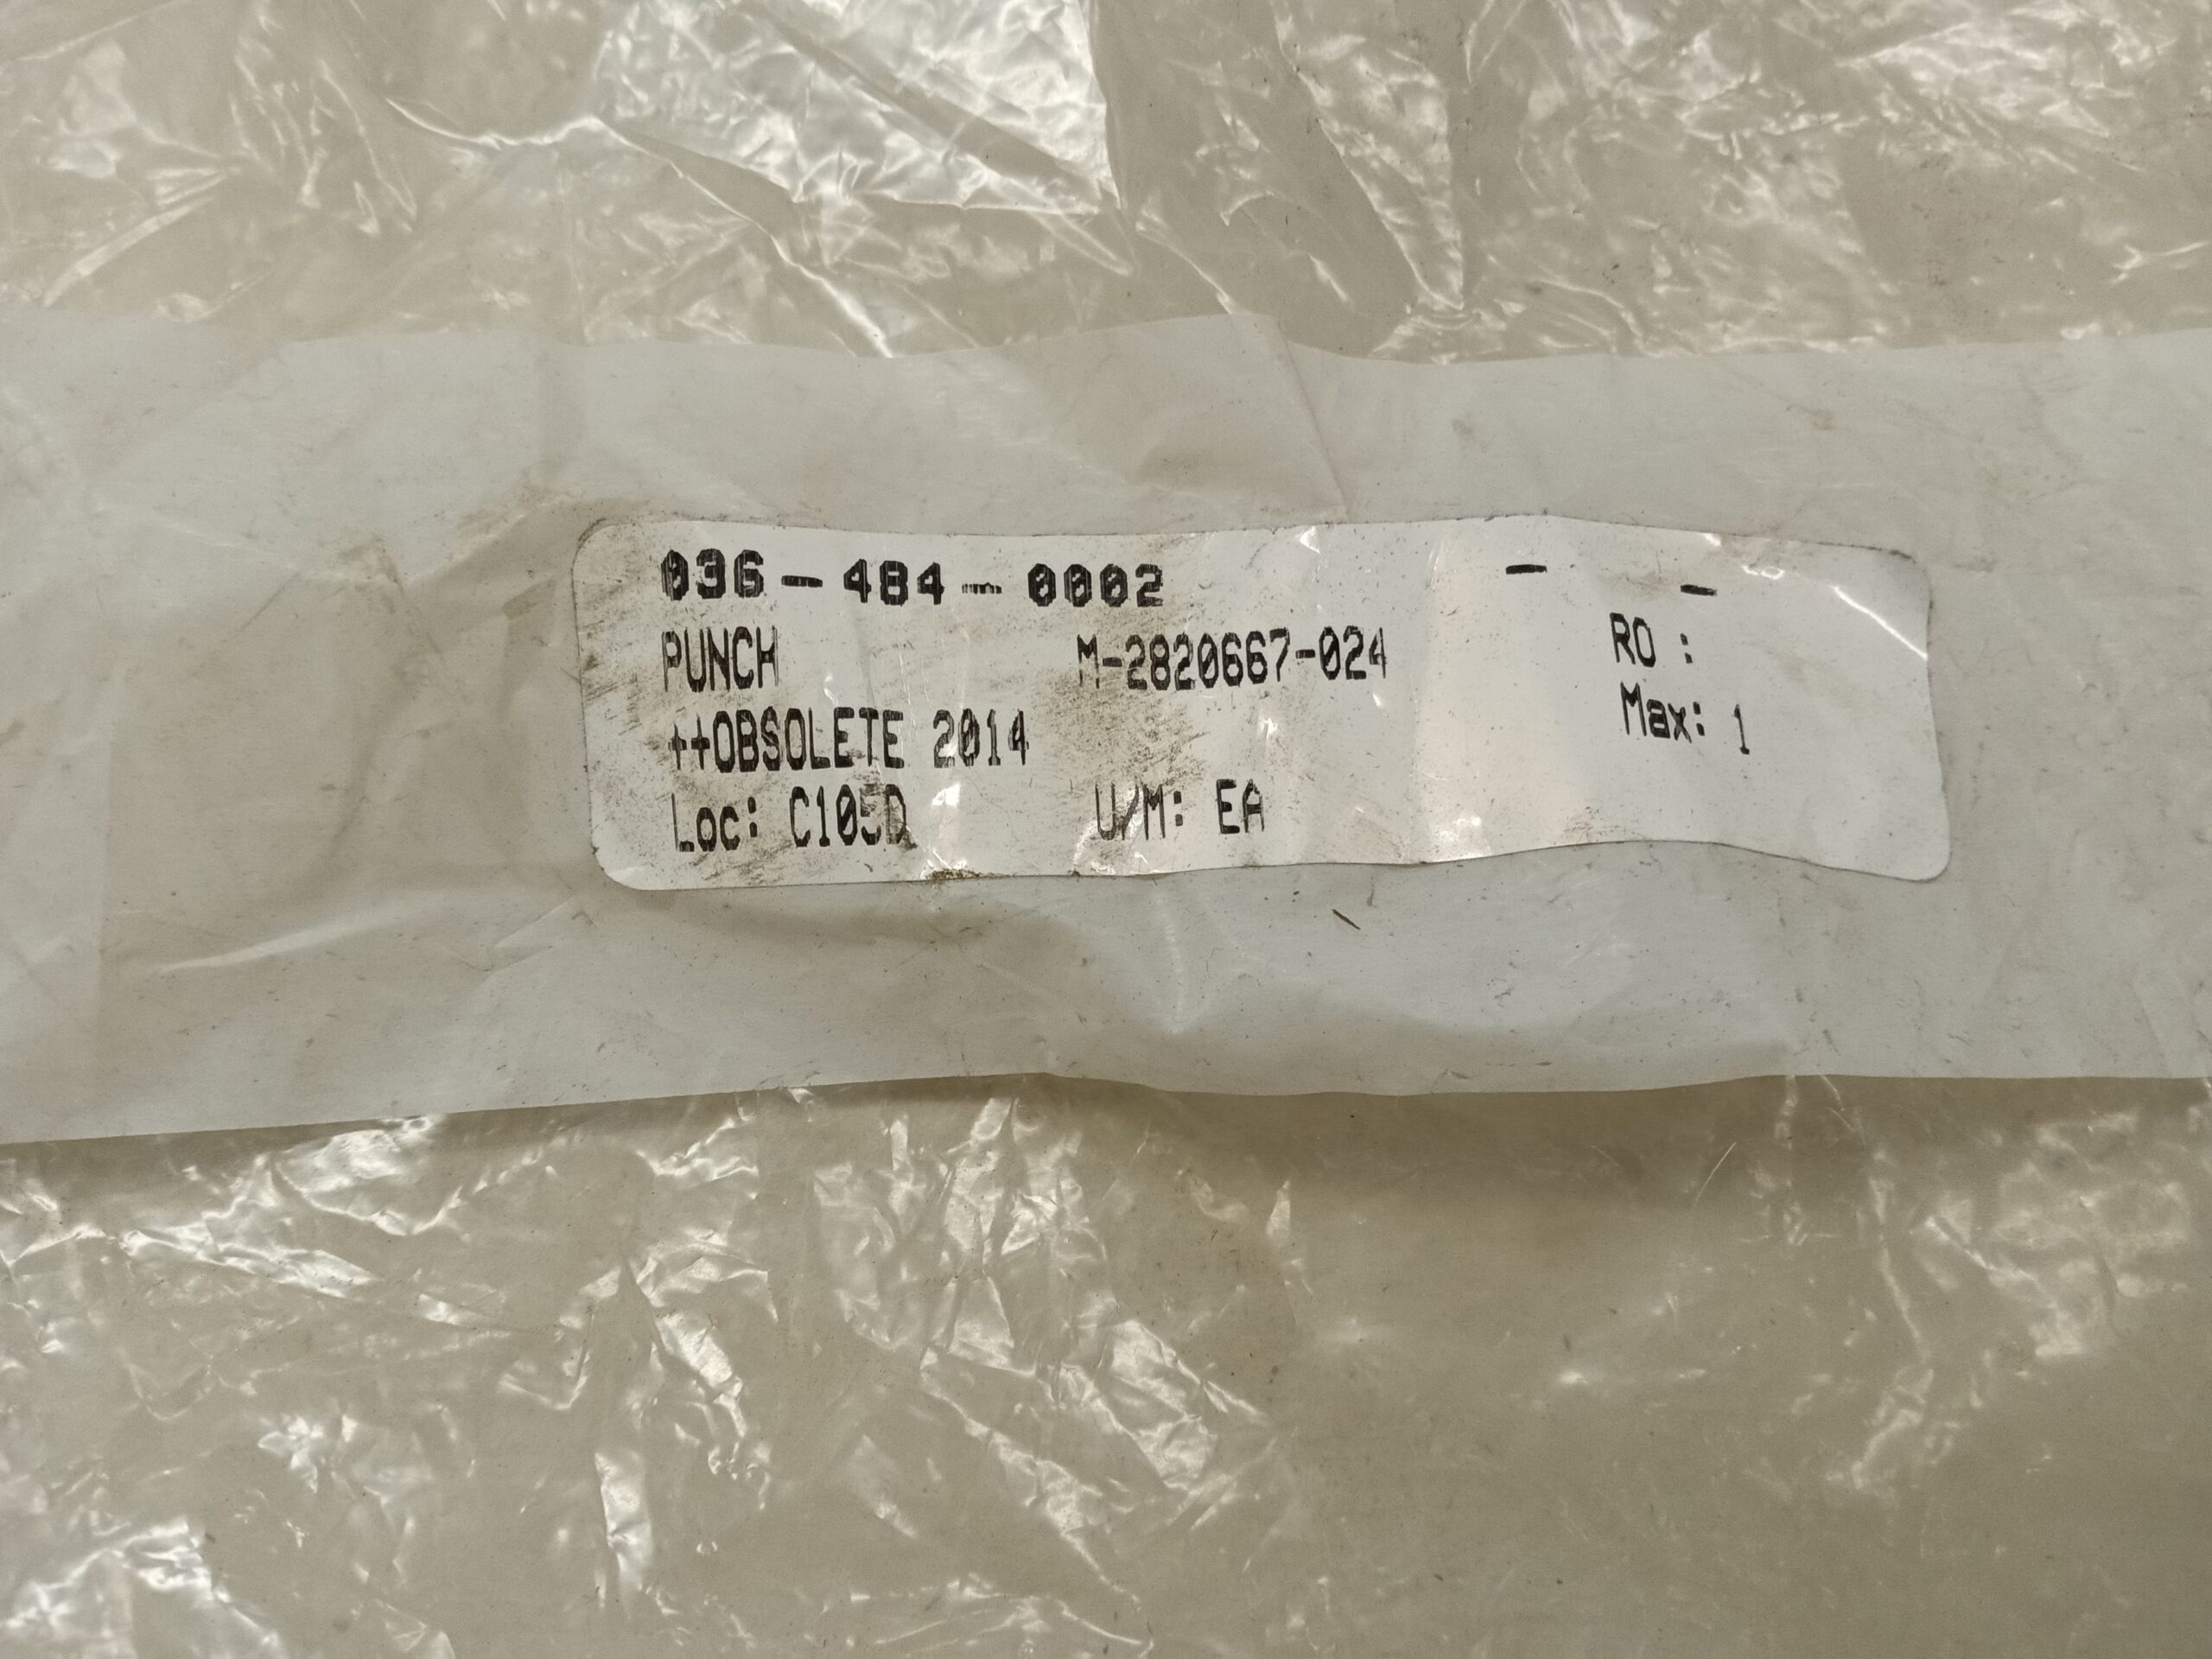 036-484-0002 - -
PUNCH M-2820667-024 RO :
++OBSOLETE 2014 Max: 1
Loc: C105D U/M: EA